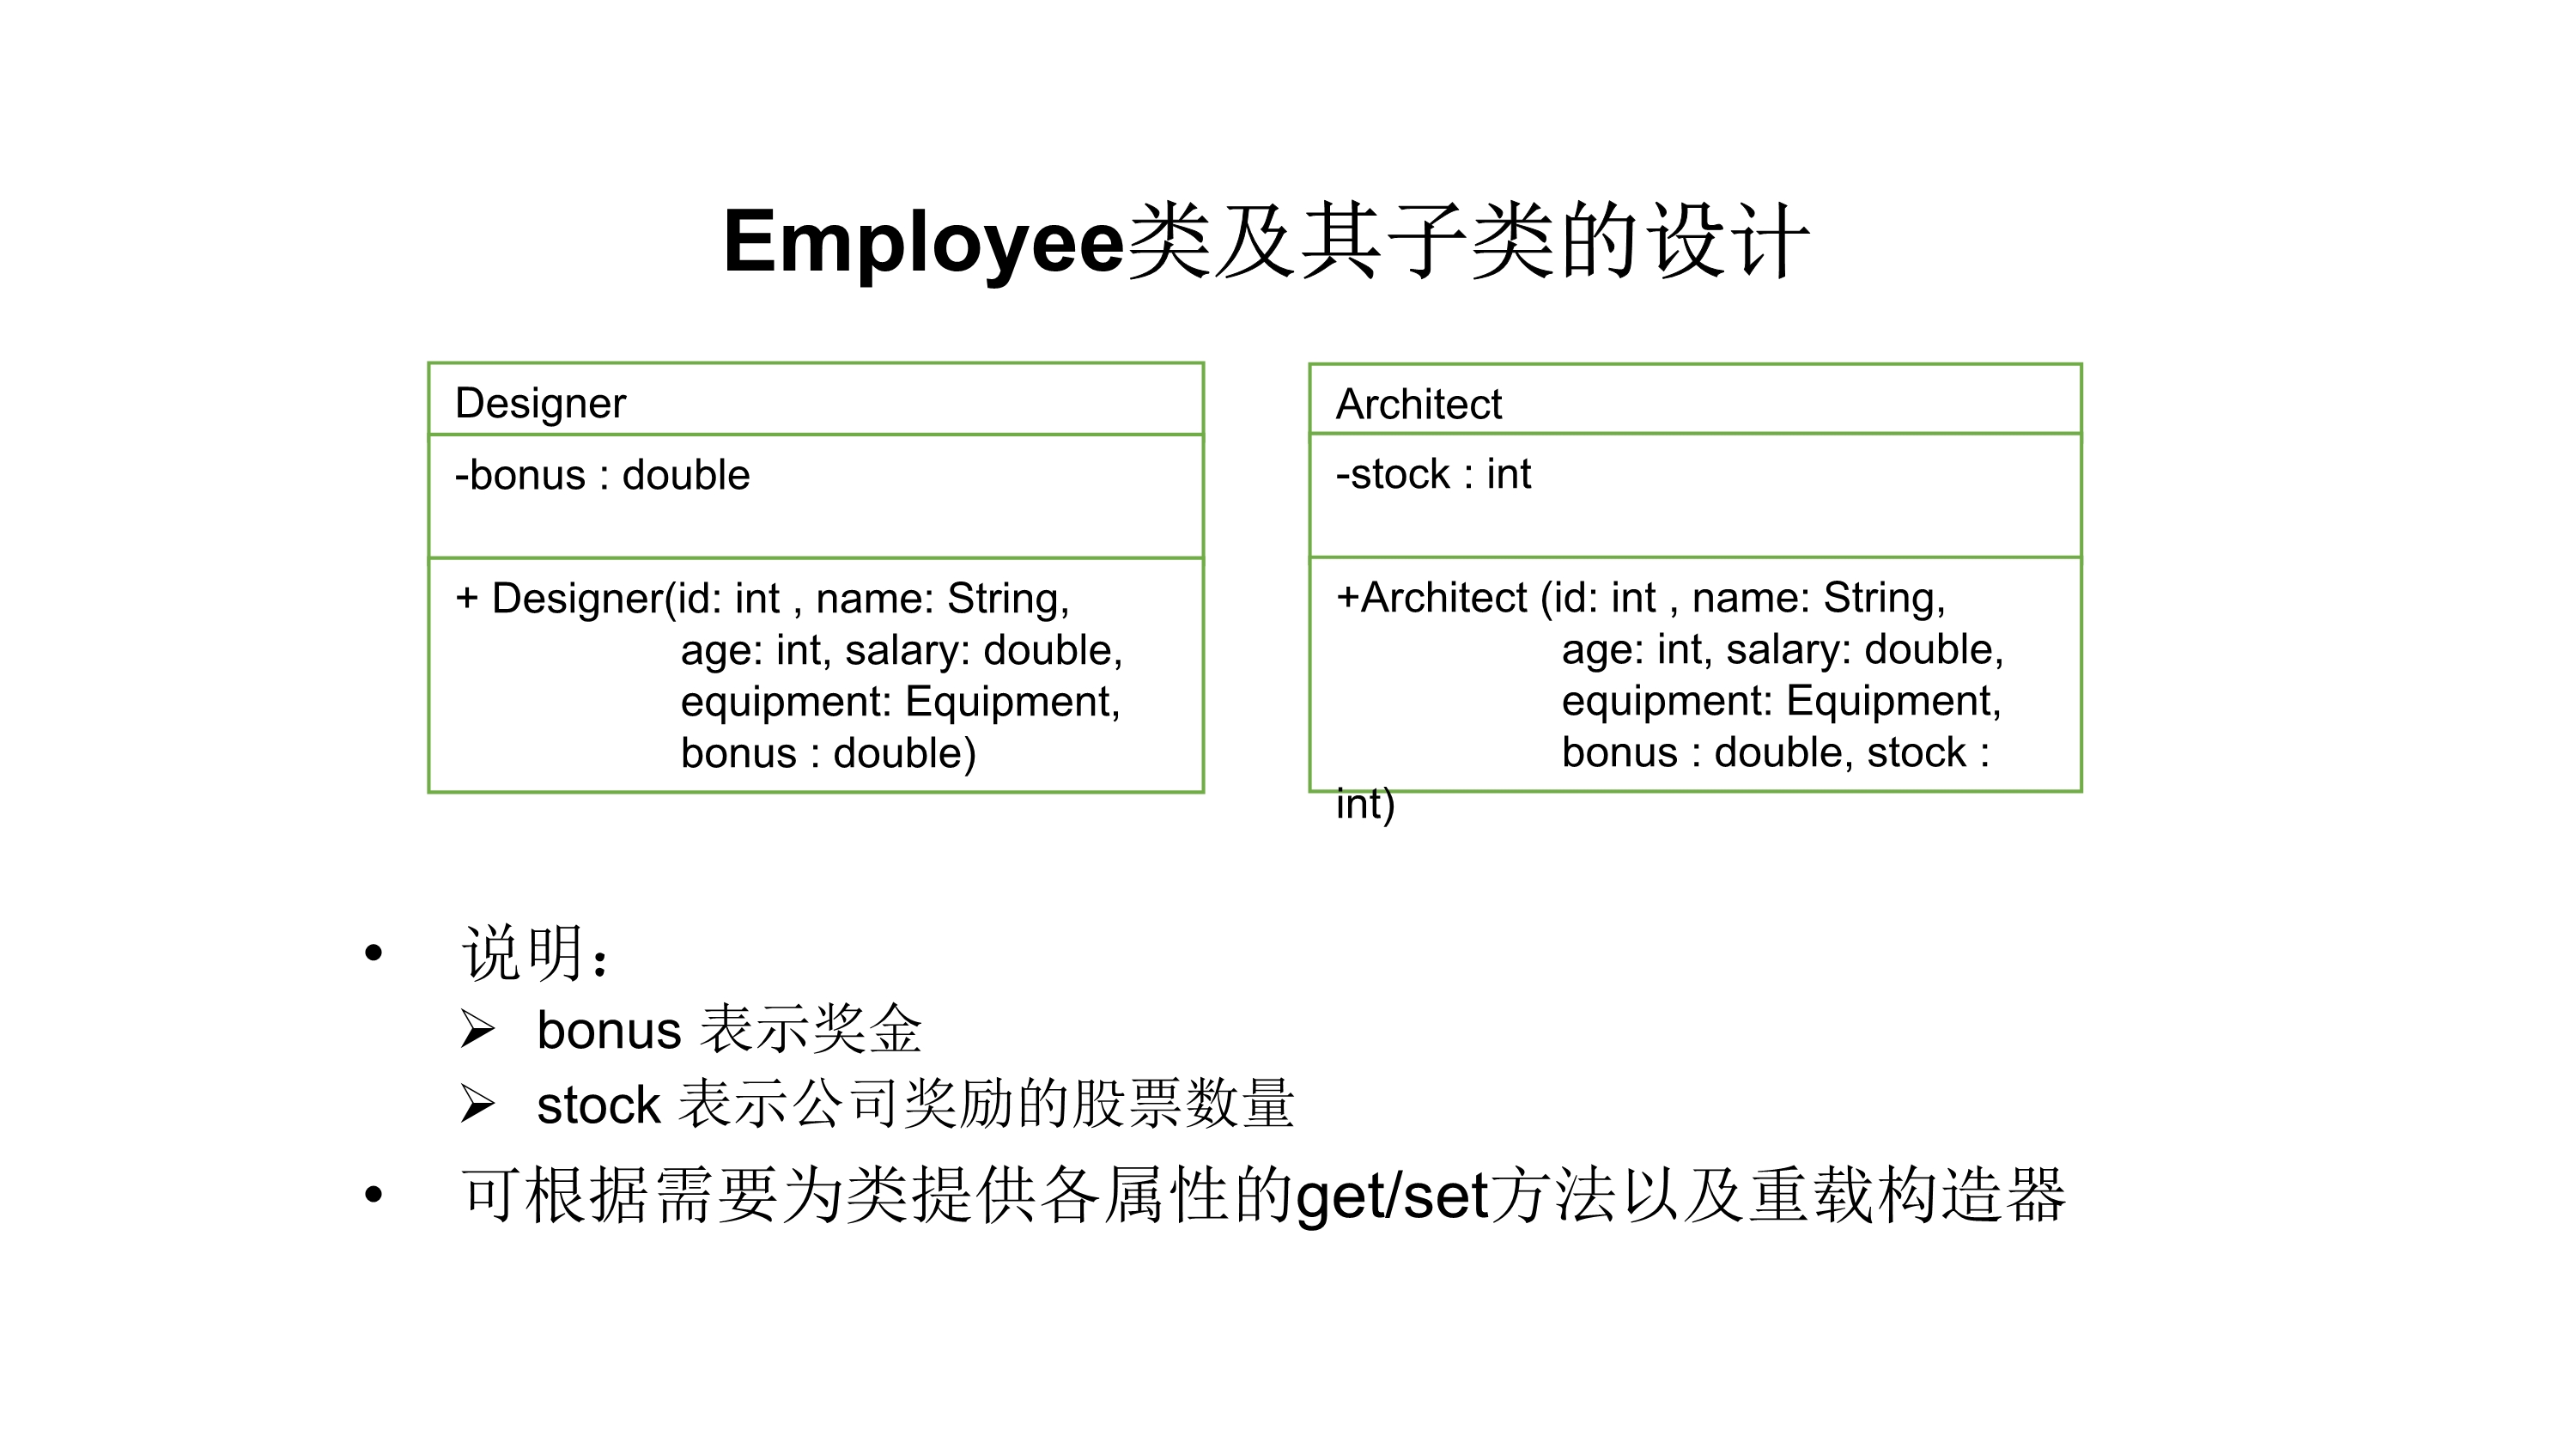 Employee类及其子类的设计
Designer
-bonus : double
+ Designer(id: int , name: String,
age: int, salary: double,
equipment: Equipment,
bonus : double)
Architect
-stock : int
+Architect (id: int , name: String,
age: int, salary: double,
equipment: Equipment,
bonus : double, stock :
int)
• 说明：
➢ bonus 表示奖金
➢ stock 表示公司奖励的股票数量
• 可根据需要为类提供各属性的get/set方法以及重载构造器